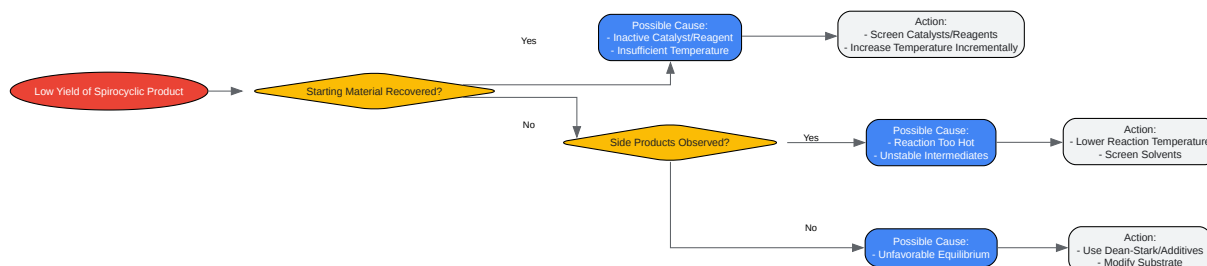 Low Yield of Spirocyclic Product
Starting Material Recovered?
Yes
Possible Cause:
- Inactive Catalyst/Reagent
- Insufficient Temperature
Action:
- Screen Catalysts/Reagents
- Increase Temperature Incrementally
No
Side Products Observed?
Yes
Possible Cause:
- Reaction Too Hot
- Unstable Intermediates
Action:
- Lower Reaction Temperature
- Screen Solvents
No
Possible Cause:
- Unfavorable Equilibrium
Action:
- Use Dean-Stark/Additives
- Modify Substrate